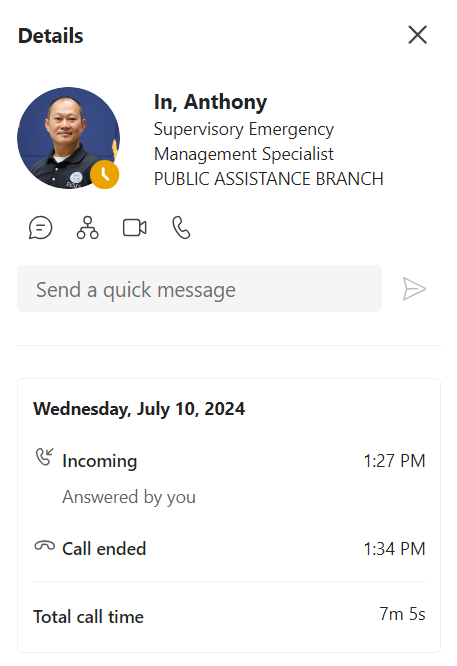 Details
In, Anthony
Supervisory Emergency
Management Specialist
PUBLIC ASSISTANCE BRANCH
Send a quick message
Wednesday, July 10, 2024
Incoming 1:27 PM
Answered by you
Call ended 1:34 PM
Total call time 7m 5s